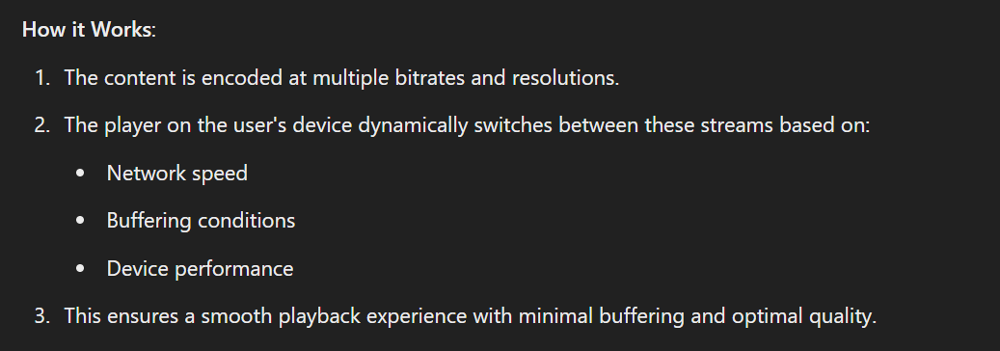 How it Works:
1. The content is encoded at multiple bitrates and resolutions.
2. The player on the user's device dynamically switches between these streams based on:
• Network speed
• Buffering conditions
• Device performance
3. This ensures a smooth playback experience with minimal buffering and optimal quality.